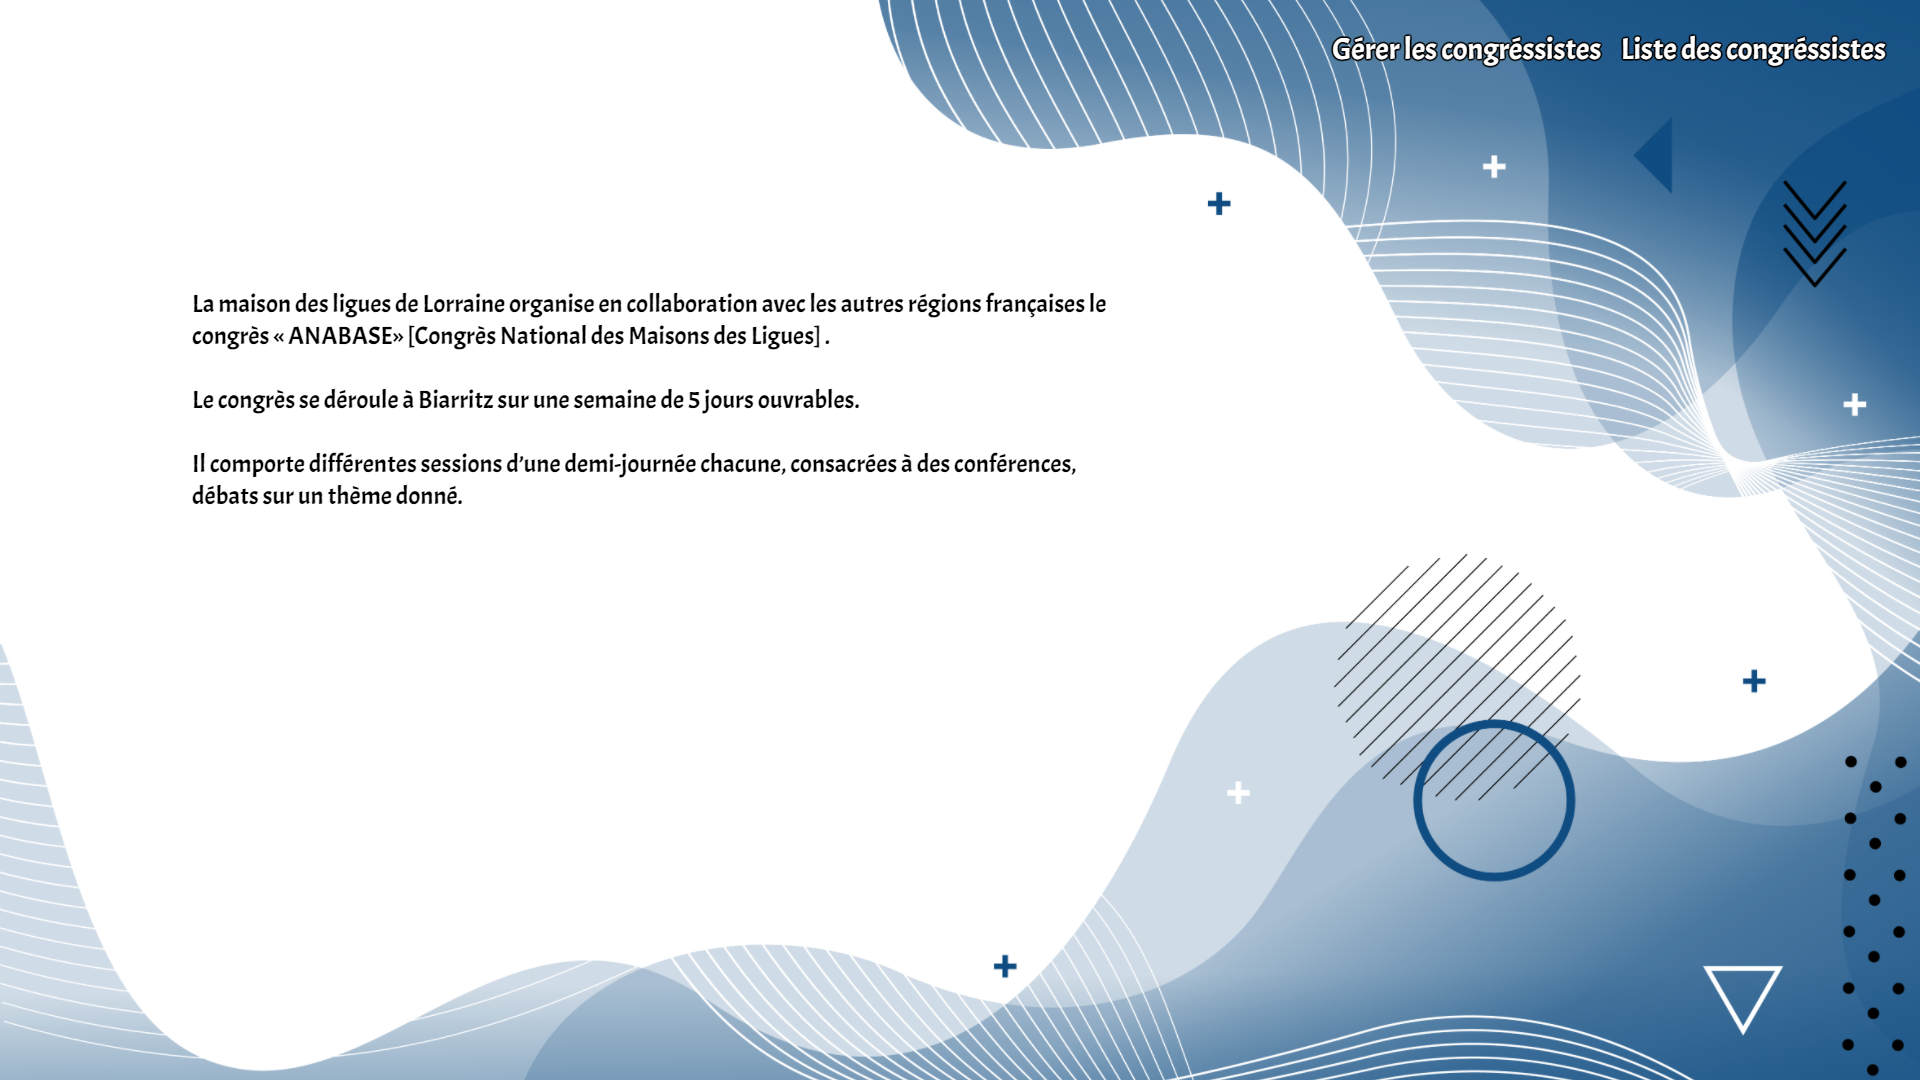 Gérer les congréssistes Liste des congréssistes
La maison des ligues de Lorraine organise en collaboration avec les autres régions françaises le
congrès « ANABASE» [Congrès National des Maisons des Ligues] .
Le congrès se déroule à Biarritz sur une semaine de 5 jours ouvrables.
Il comporte différentes sessions d’une demi-journée chacune, consacrées à des conférences,
débats sur un thème donné.